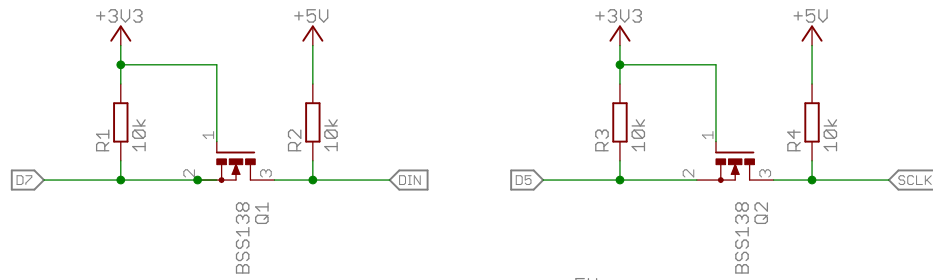 +3V3
+5V
+3V3
+5V
R1
10k
1
R2
10k
R3
10k
1
R4
10k
D7
2
3
DIN
D5
2
3
SCLK
BSS138
Q1
BSS138
Q2